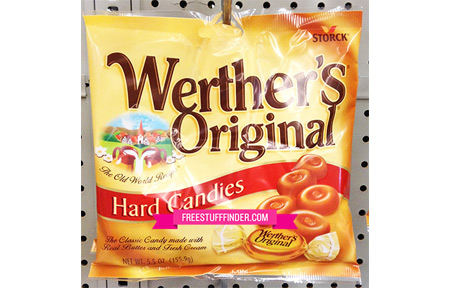 STORCK
Werther's
Original
The Old World Recipe
Hard Candies
FREESTUFFINDER.COM
The Classic Candy made with
Real Butter and Fresh Cream
Werther's
Original
NET WT. 5.5 OZ (155.9g)